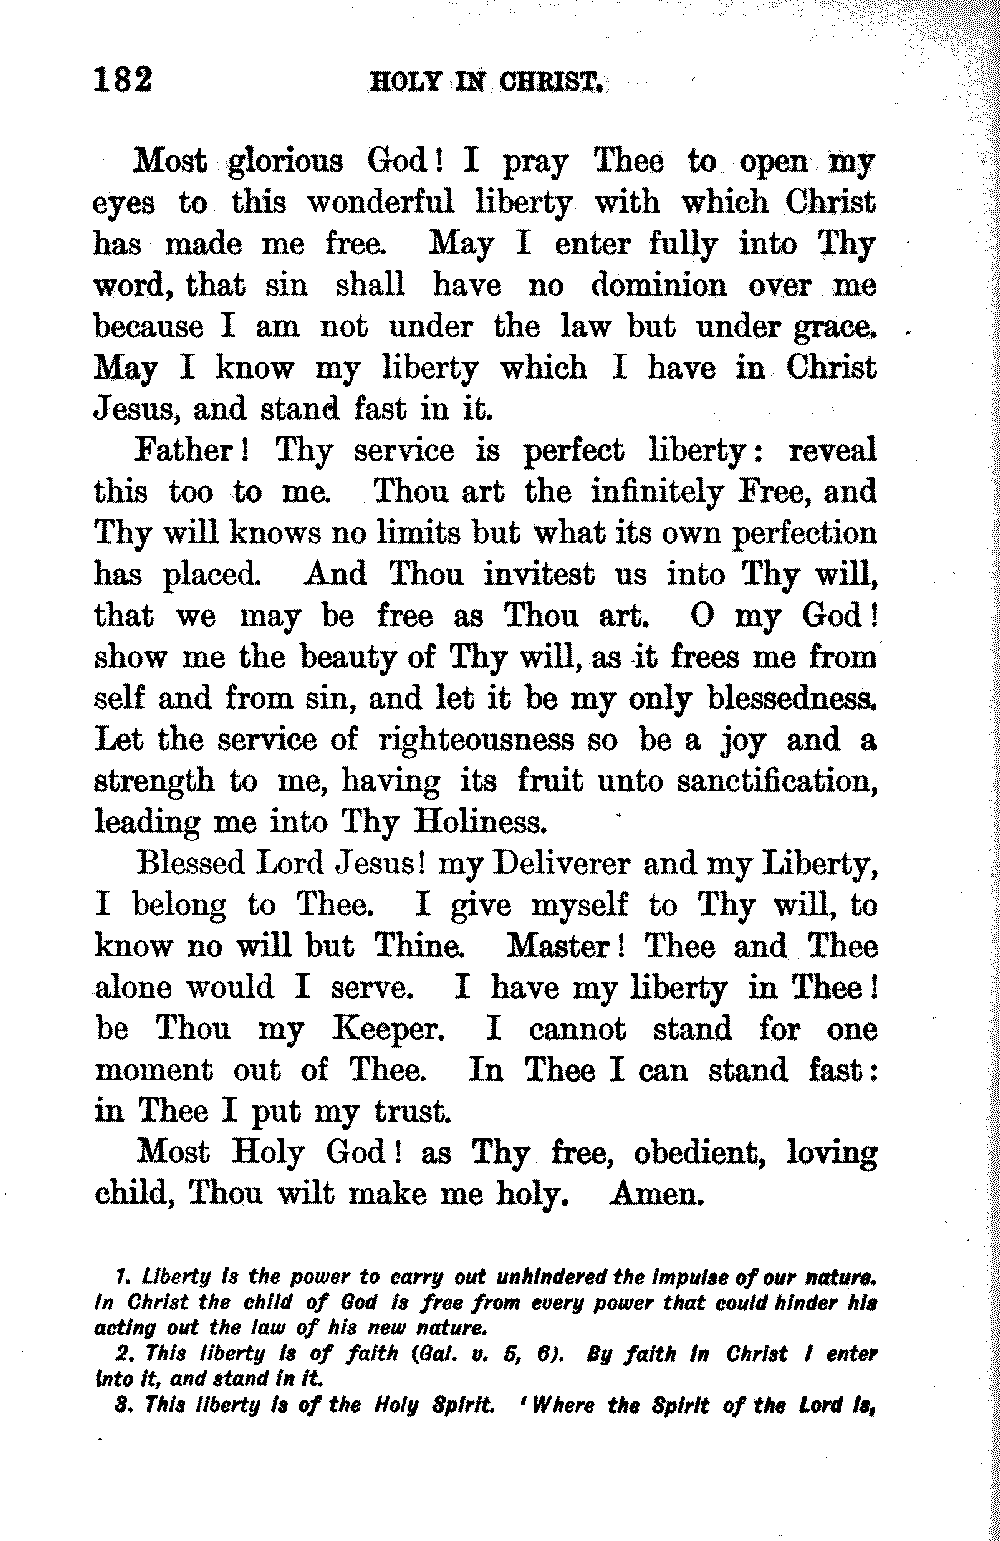 182 HOLY IN CHRIST.
Most glorious God! I pray Thee to open my
eyes to this wonderful liberty with which Christ
has made me free. May I enter fully into Thy
word, that sin shall have no dominion over me
because I am not under the law but under grace.
May I know my liberty which I have in Christ
Jesus, and stand fast in it.
Father! Thy service is perfect liberty: reveal
this too to me. Thou art the infinitely Free, and
Thy will knows no limits but what its own perfection
has placed. And Thou invitest us into Thy will,
that we may be free as Thou art. O my God!
show me the beauty of Thy will, as it frees me from
self and from sin, and let it be my only blessedness.
Let the service of righteousness so be a joy and a
strength to me, having its fruit unto sanctification,
leading me into Thy Holiness.
Blessed Lord Jesus! my Deliverer and my Liberty,
I belong to Thee. I give myself to Thy will, to
know no will but Thine. Master! Thee and Thee
alone would I serve. I have my liberty in Thee!
be Thou my Keeper. I cannot stand for one
moment out of Thee. In Thee I can stand fast:
in Thee I put my trust.
Most Holy God! as Thy free, obedient, loving
child, Thou wilt make me holy. Amen.
1. Liberty is the power to carry out unhindered the impulse of our nature.
In Christ the child of God is free from every power that could hinder his
acting out the law of his new nature.
2. This liberty is of faith (Gal. v. 5, 6). By faith in Christ I enter
into it, and stand in it.
3. This liberty is of the Holy Spirit. 'Where the Spirit of the Lord is,